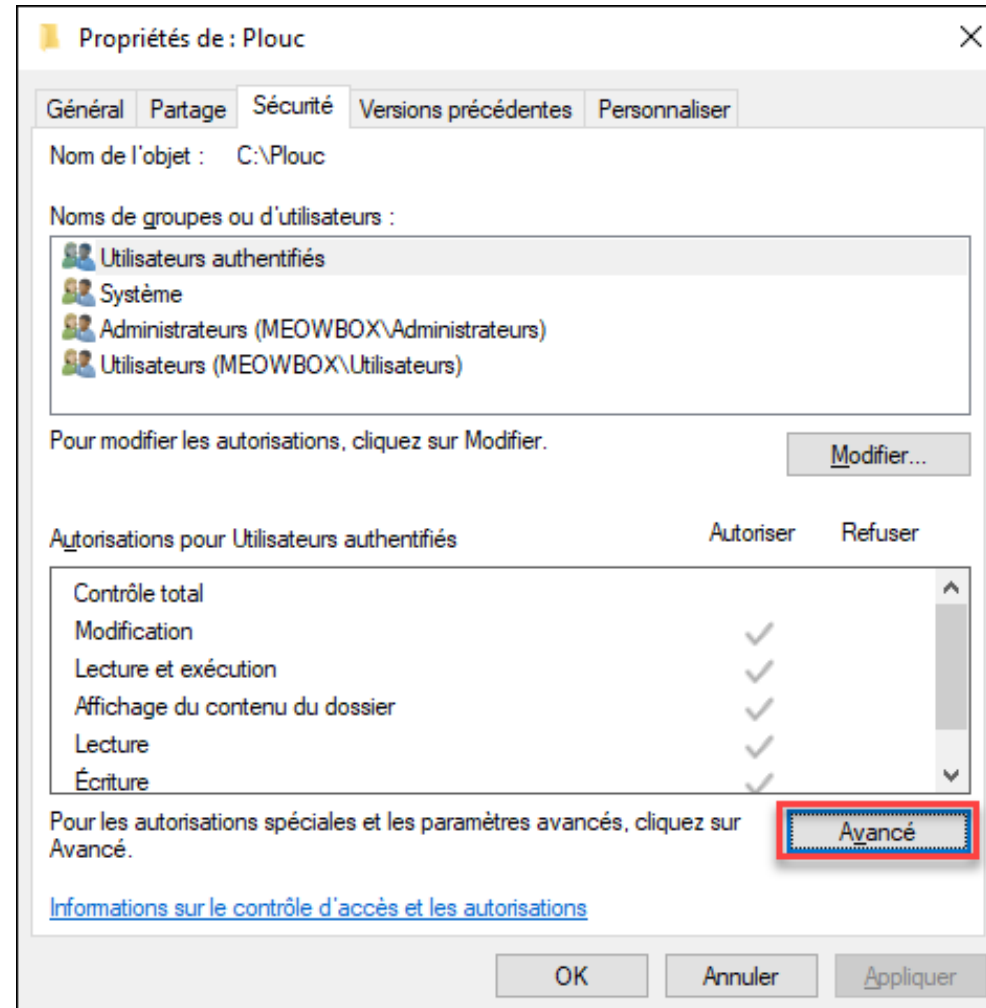 Propriétés de : Plouc
Général Partage Sécurité Versions précédentes Personnaliser
Nom de l'objet : C:\Plouc
Noms de groupes ou d'utilisateurs :
Utilisateurs authentifiés
Système
Administrateurs (MEOWBOX\Administrateurs)
Utilisateurs (MEOWBOX\Utilisateurs)
Pour modifier les autorisations, cliquez sur Modifier.
Modifier...
Autorisations pour Utilisateurs authentifiés Autoriser Refuser
Contrôle total
Modification
Lecture et exécution
Affichage du contenu du dossier
Lecture
Écriture
Pour les autorisations spéciales et les paramètres avancés, cliquez sur
Avancé.
Avancé
Informations sur le contrôle d'accès et les autorisations
OK Annuler Appliquer